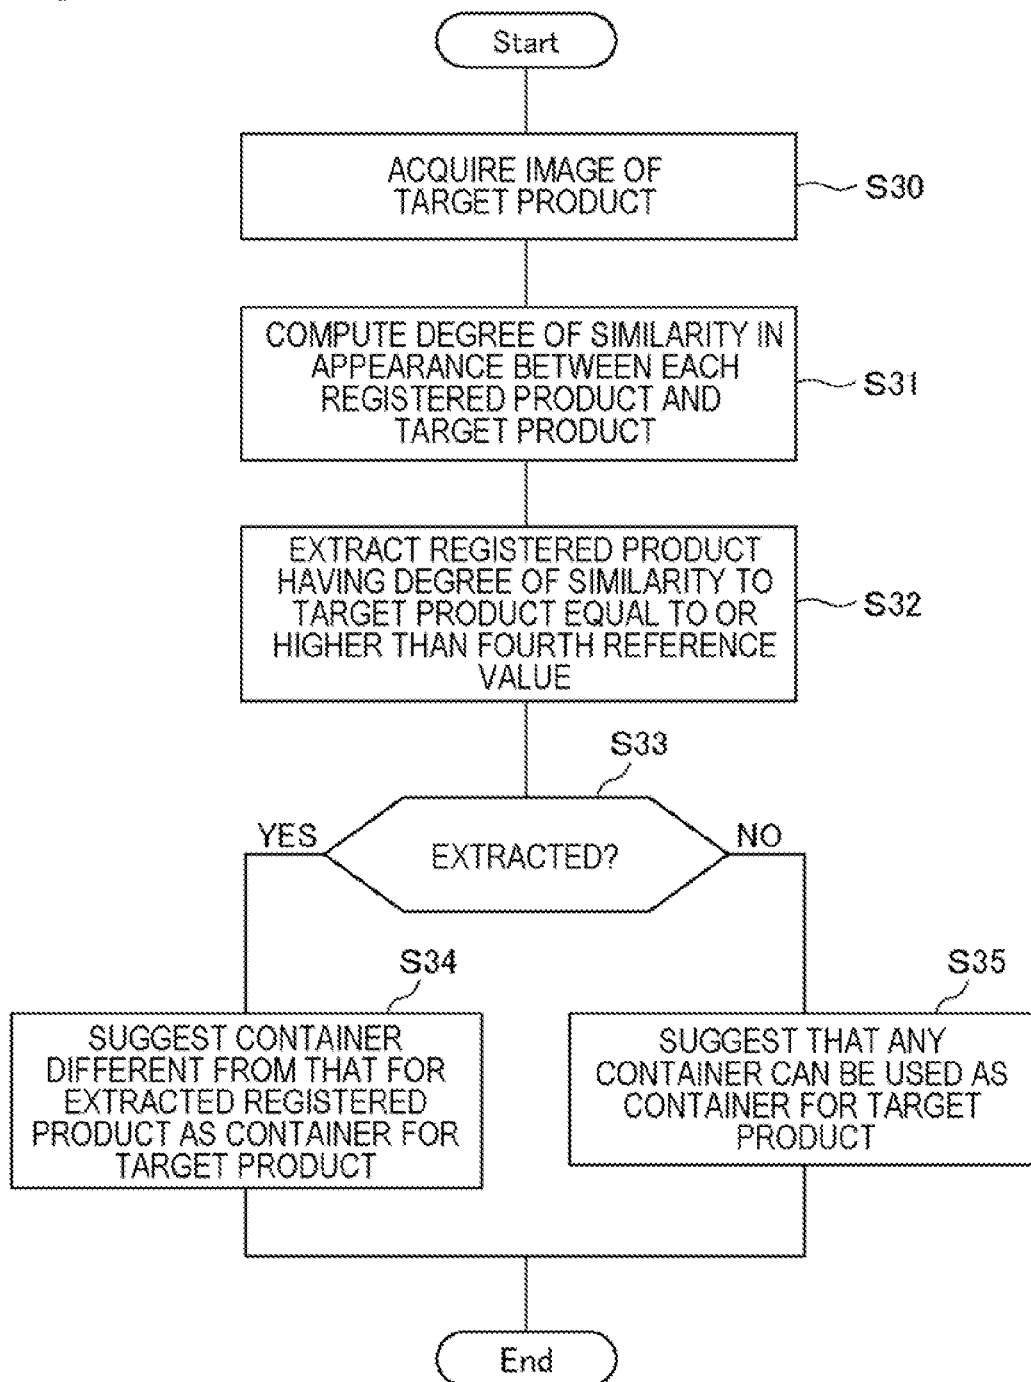 Start
ACQUIRE IMAGE OF
TARGET PRODUCT
S30
COMPUTE DEGREE OF SIMILARITY IN
APPEARANCE BETWEEN EACH
REGISTERED PRODUCT AND
TARGET PRODUCT
S31
EXTRACT REGISTERED PRODUCT
HAVING DEGREE OF SIMILARITY TO
TARGET PRODUCT EQUAL TO OR
HIGHER THAN FOURTH REFERENCE
VALUE
S32
S33
YES
EXTRACTED?
NO
S34
SUGGEST CONTAINER
DIFFERENT FROM THAT FOR
EXTRACTED REGISTERED
PRODUCT AS CONTAINER FOR
TARGET PRODUCT
S35
SUGGEST THAT ANY
CONTAINER CAN BE USED AS
CONTAINER FOR TARGET
PRODUCT
End